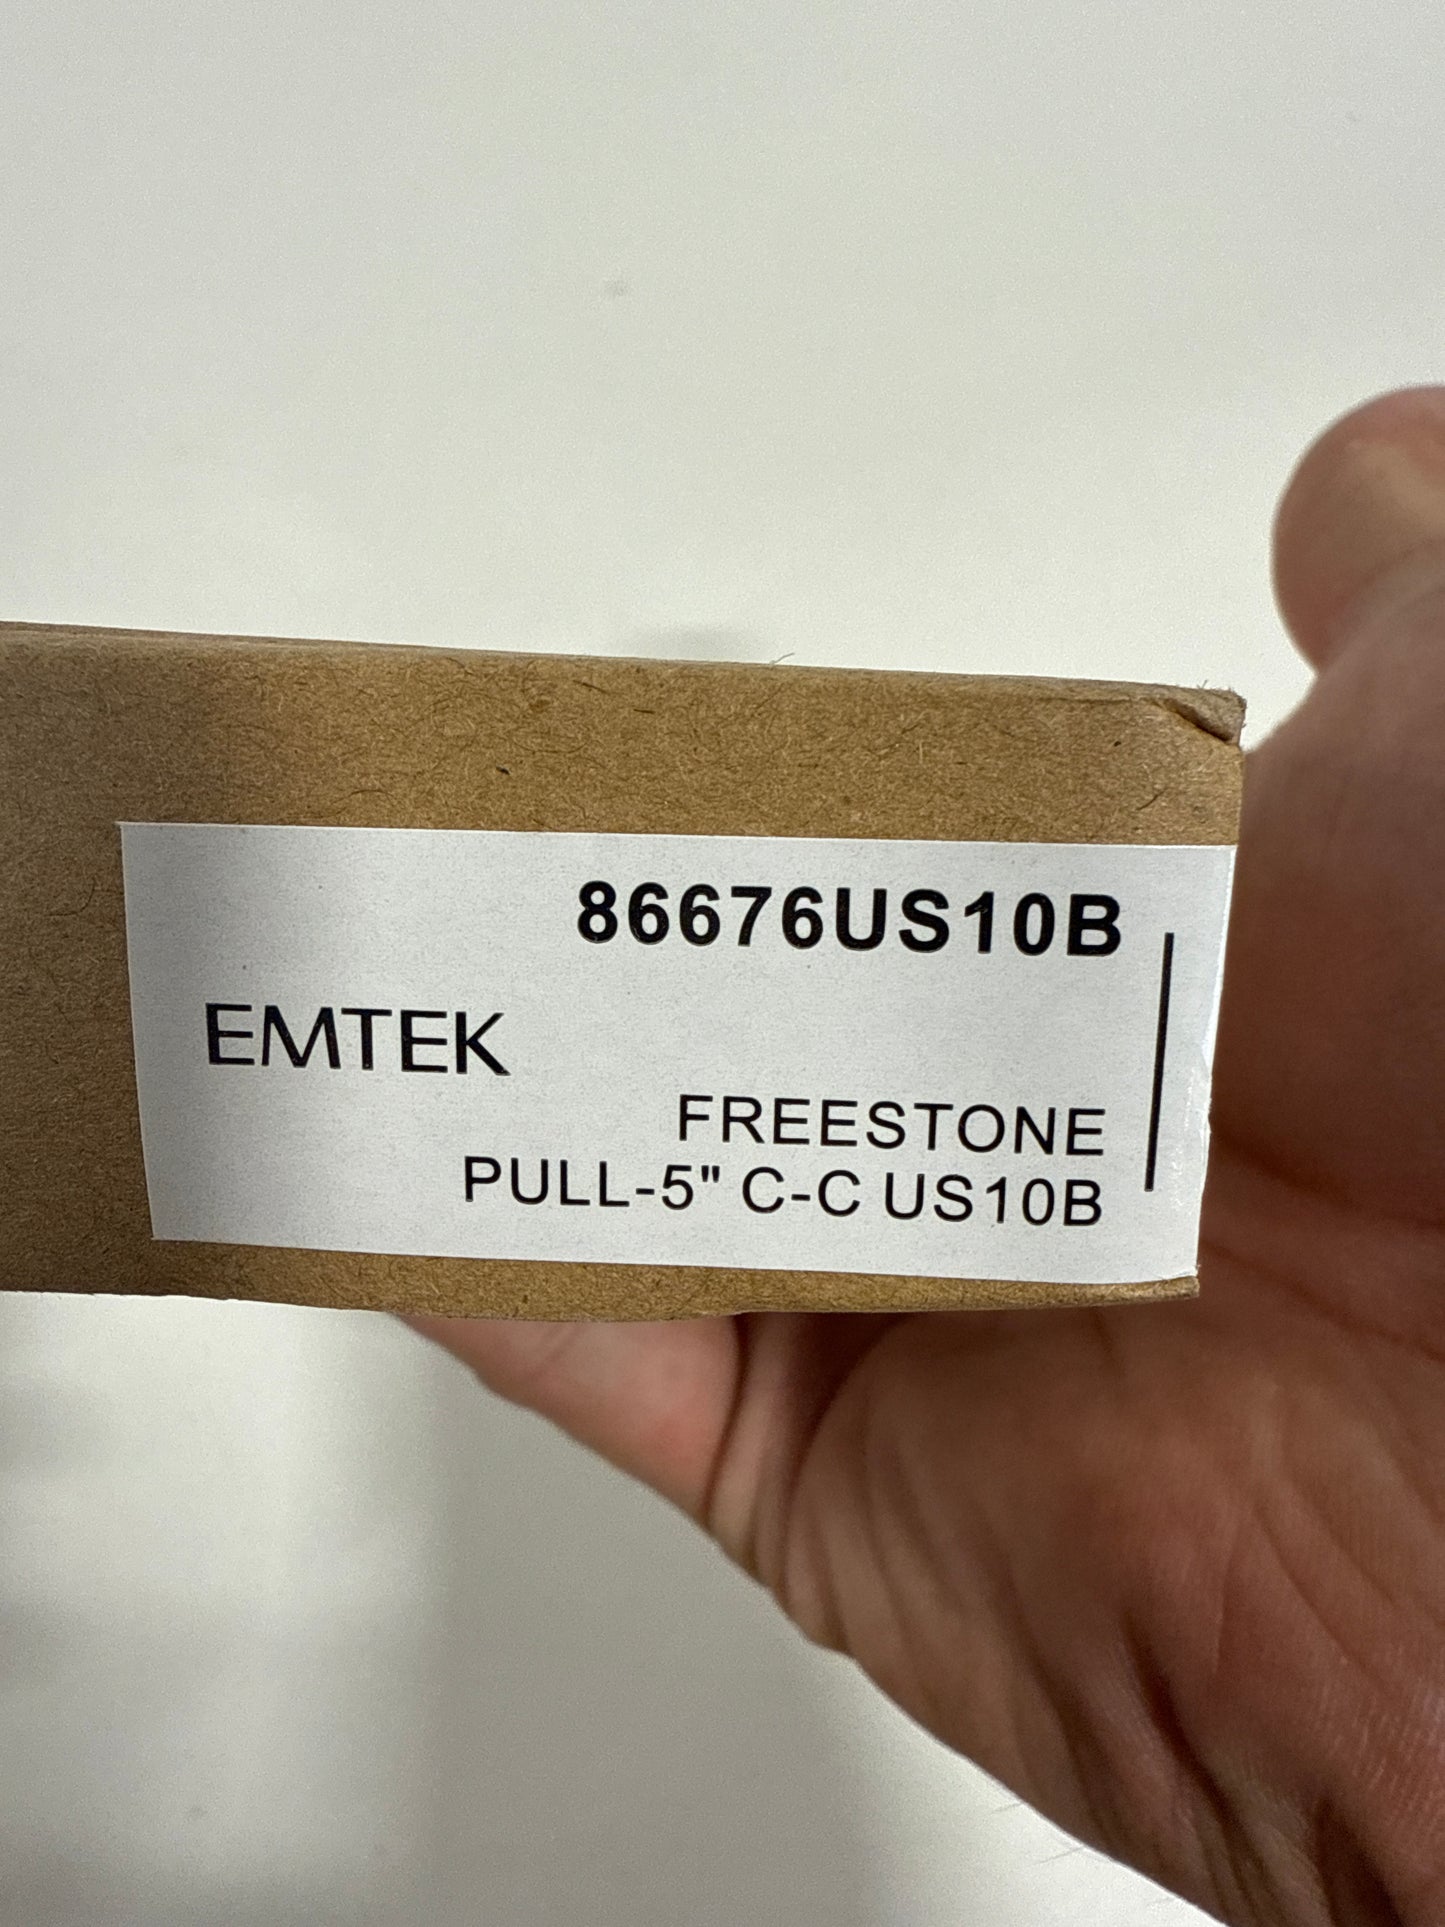 86676US10B
EMTEK
FREESTONE
PULL-5" C-C US10B